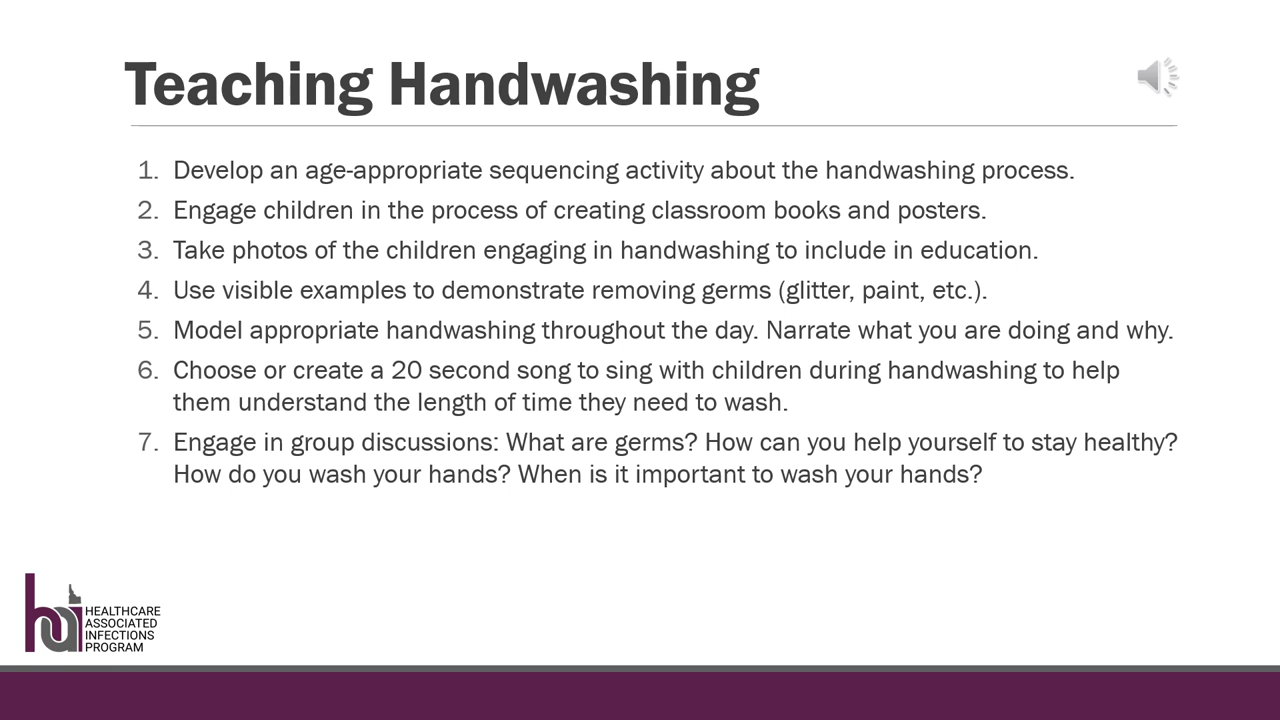 Teaching Handwashing
1. Develop an age-appropriate sequencing activity about the handwashing process.
2. Engage children in the process of creating classroom books and posters.
3. Take photos of the children engaging in handwashing to include in education.
4. Use visible examples to demonstrate removing germs (glitter, paint, etc.).
5. Model appropriate handwashing throughout the day. Narrate what you are doing and why.
6. Choose or create a 20 second song to sing with children during handwashing to help
them understand the length of time they need to wash.
7. Engage in group discussions: What are germs? How can you help yourself to stay healthy?
How do you wash your hands? When is it important to wash your hands?
hai
HEALTHCARE
ASSOCIATED
INFECTIONS
PROGRAM